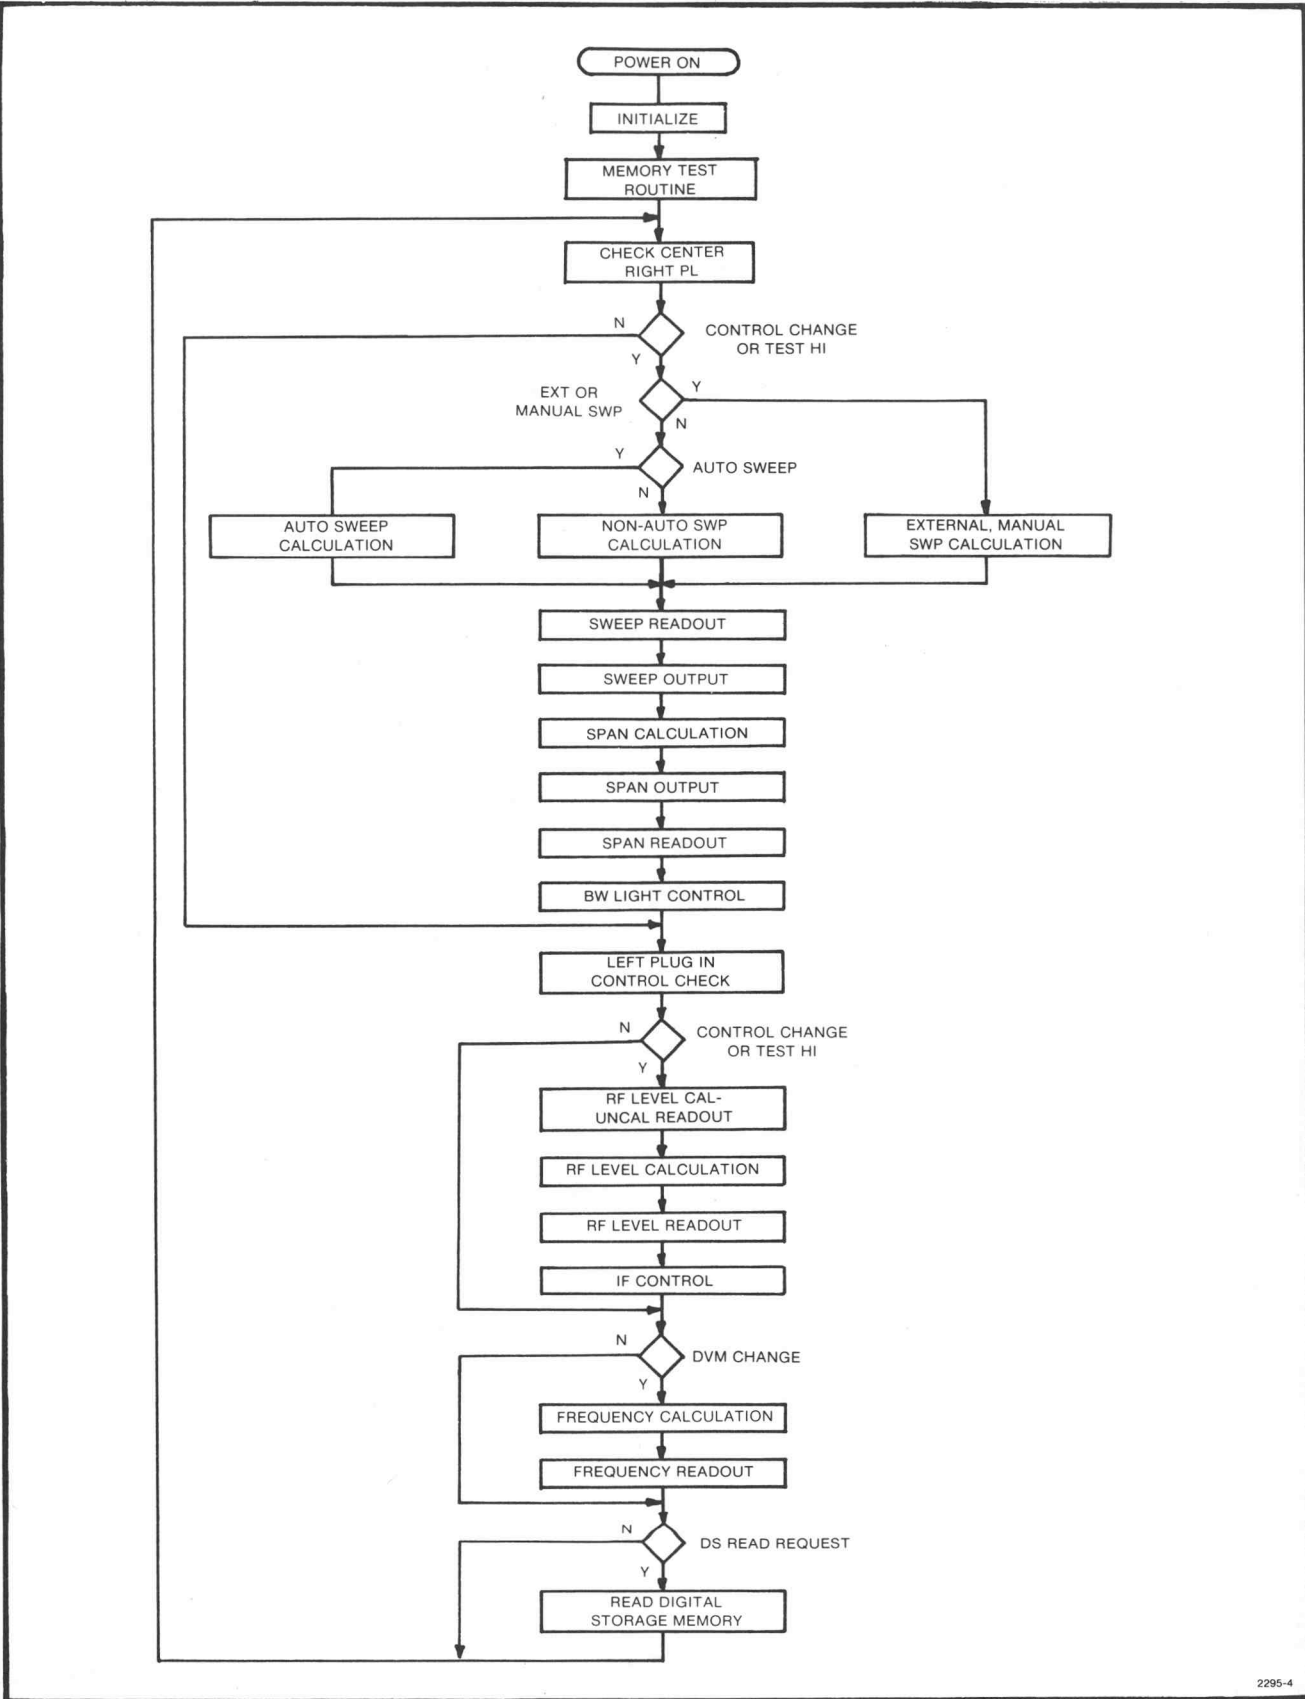 POWER ON
INITIALIZE
MEMORY TEST
ROUTINE
CHECK CENTER
RIGHT PL
N
CONTROL CHANGE
OR TEST HI
Y
EXT OR
MANUAL SWP
Y
N
Y
AUTO SWEEP
N
AUTO SWEEP
CALCULATION
NON-AUTO SWP
CALCULATION
EXTERNAL, MANUAL
SWP CALCULATION
SWEEP READOUT
SWEEP OUTPUT
SPAN CALCULATION
SPAN OUTPUT
SPAN READOUT
BW LIGHT CONTROL
LEFT PLUG IN
CONTROL CHECK
N
CONTROL CHANGE
OR TEST HI
Y
RF LEVEL CAL-
UNCAL READOUT
RF LEVEL CALCULATION
RF LEVEL READOUT
IF CONTROL
N
DVM CHANGE
Y
FREQUENCY CALCULATION
FREQUENCY READOUT
N
DS READ REQUEST
Y
READ DIGITAL
STORAGE MEMORY
2295-4